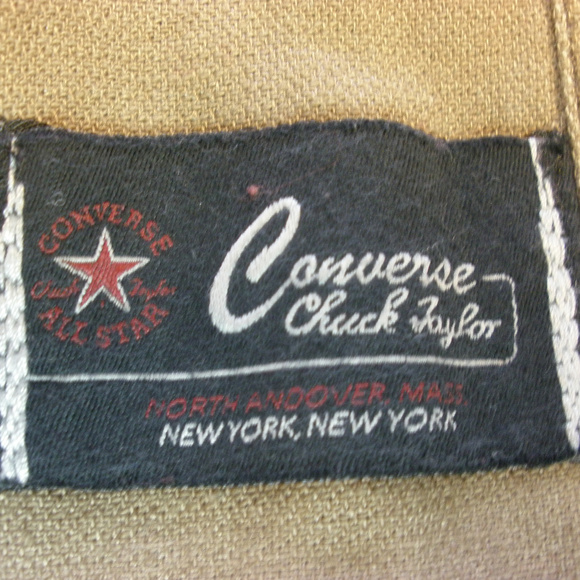 CONVERSE
Chuck Taylor
ALL STAR
Converse
Chuck Taylor
NORTH ANDOVER, MASS.
NEW YORK, NEW YORK